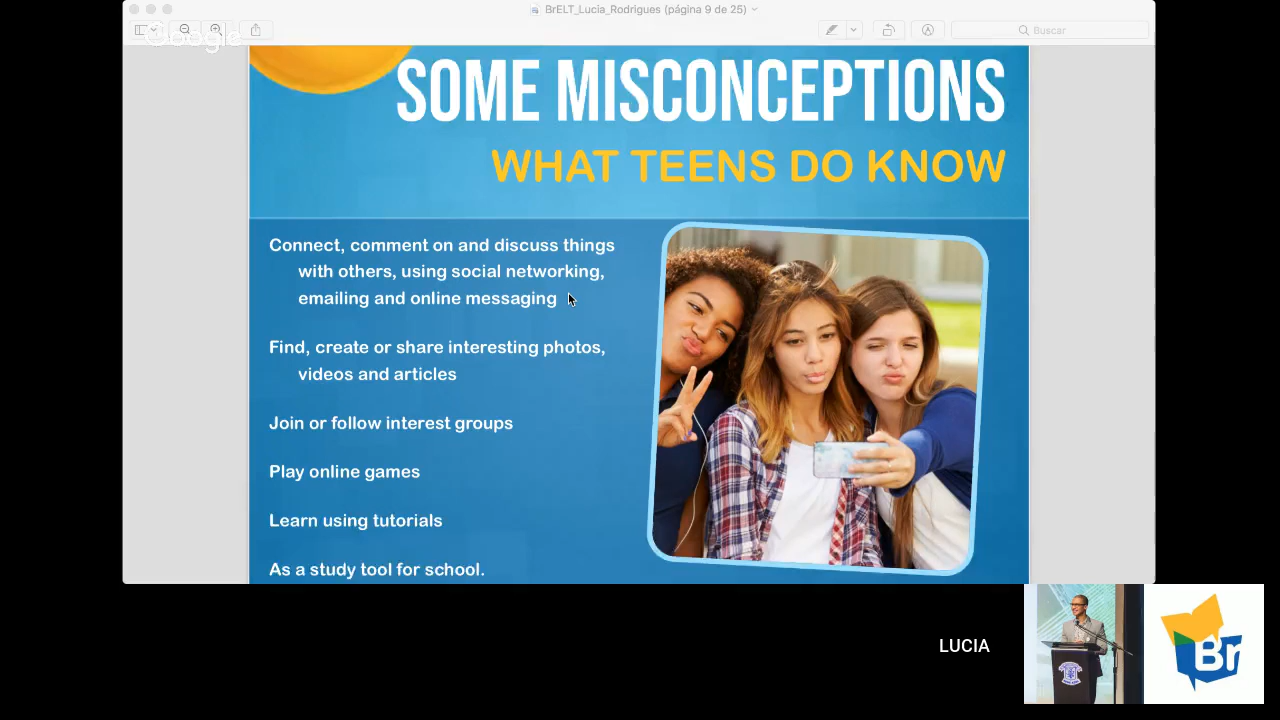 BrELT_Lucia_Rodrigues (página 9 de 25)
Google
Buscar
SOME MISCONCEPTIONS
WHAT TEENS DO KNOW
Connect, comment on and discuss things
with others, using social networking,
emailing and online messaging
Find, create or share interesting photos,
videos and articles
Join or follow interest groups
Play online games
Learn using tutorials
As a study tool for school.
LUCIA
Br